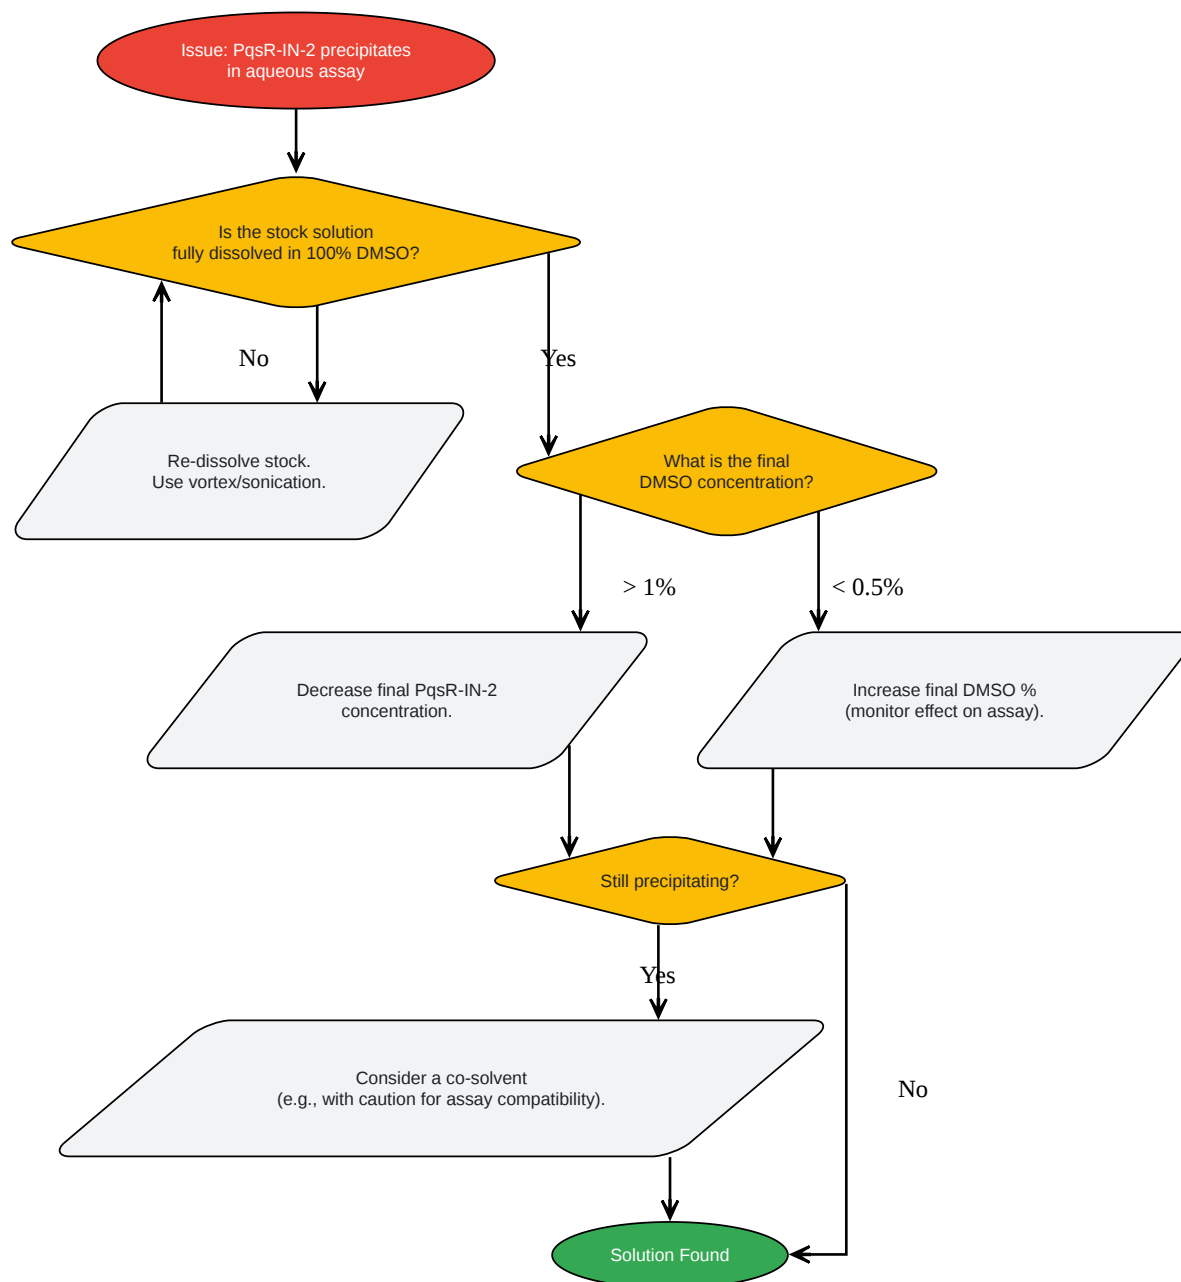 Issue: PqsR-IN-2 precipitates
in aqueous assay
Is the stock solution
fully dissolved in 100% DMSO?
No
Yes
Re-dissolve stock.
Use vortex/sonication.
What is the final
DMSO concentration?
> 1%
< 0.5%
Decrease final PqsR-IN-2
concentration.
Increase final DMSO %
(monitor effect on assay).
Still precipitating?
Yes
Consider a co-solvent
(e.g., with caution for assay compatibility).
No
Solution Found